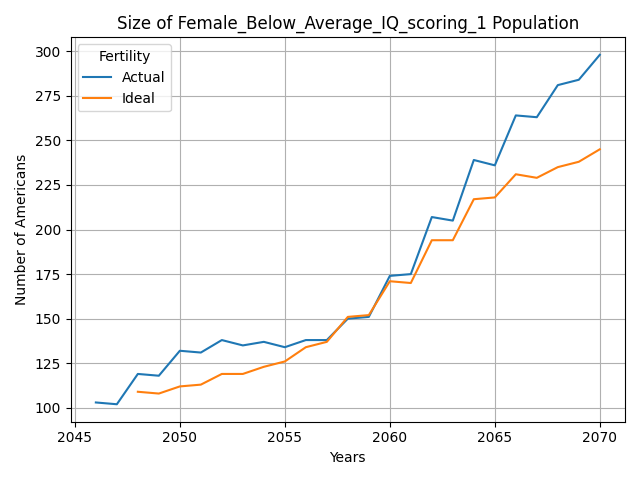 Size of Female_Below_Average_IQ_scoring_1 Population
Fertility
Actual
Ideal
Number of Americans
300
275
250
225
200
175
150
125
100
2045 2050 2055 2060 2065 2070
Years